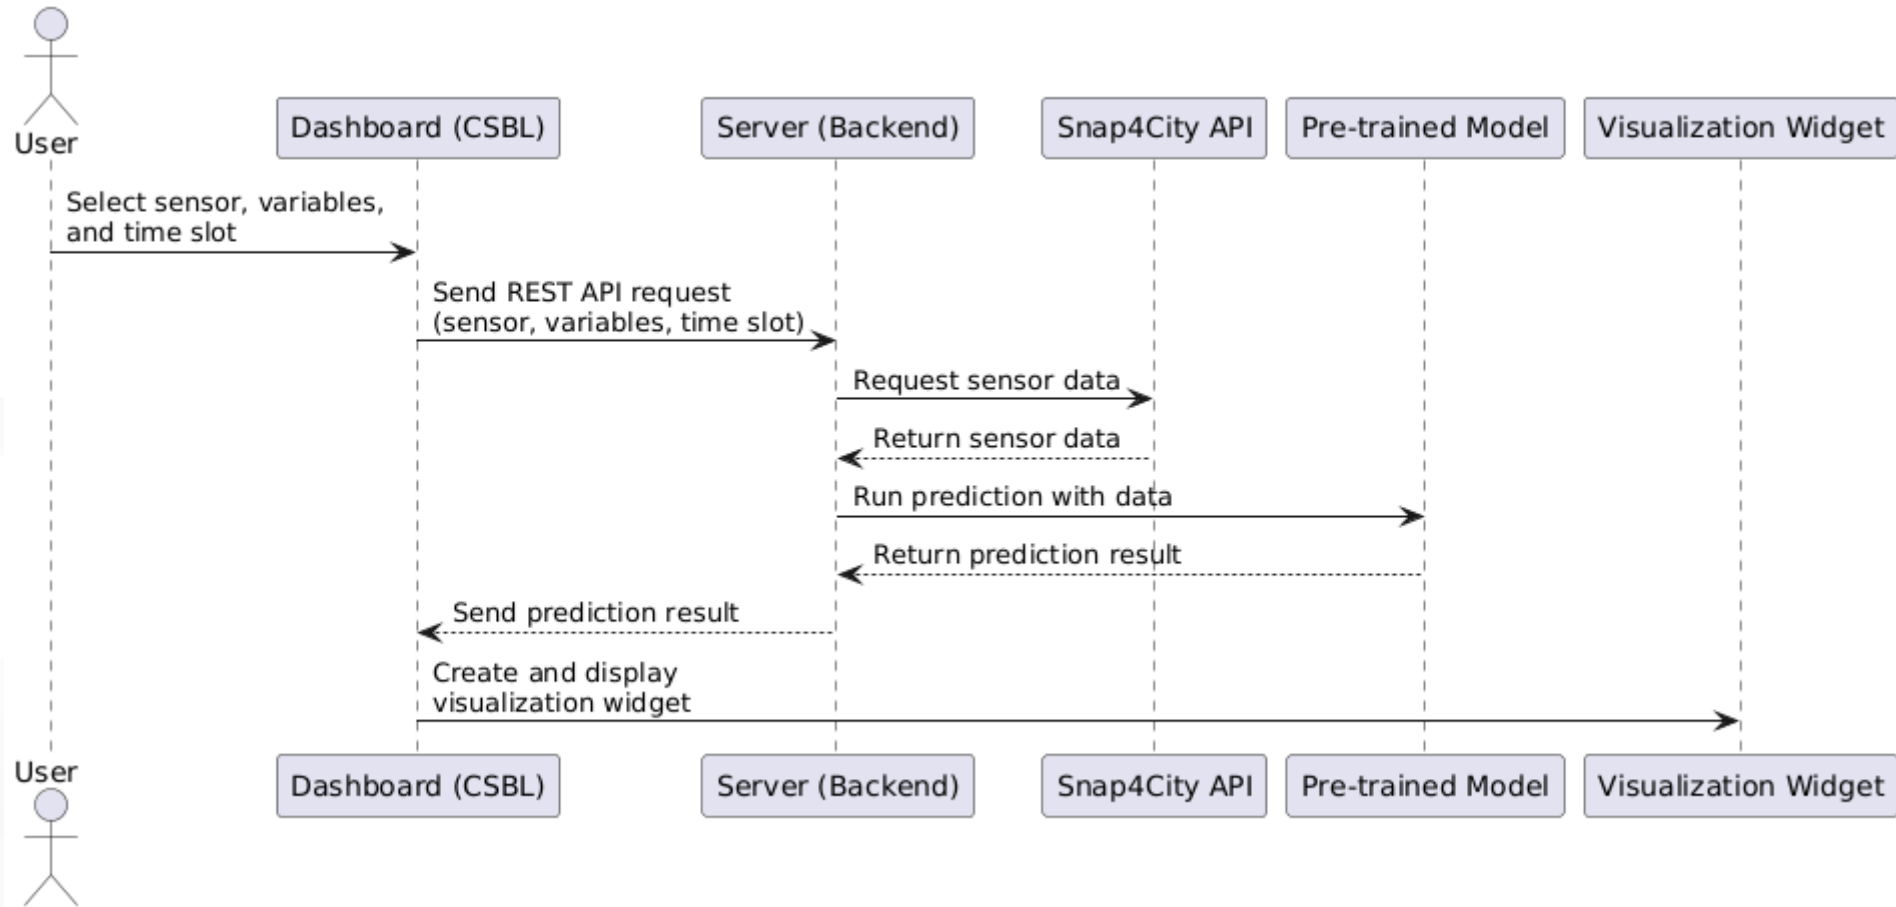 User
Dashboard (CSBL)
Server (Backend)
Snap4City API
Pre-trained Model
Visualization Widget
Select sensor, variables,
and time slot
Send REST API request
(sensor, variables, time slot)
Request sensor data
Return sensor data
Run prediction with data
Return prediction result
Send prediction result
Create and display
visualization widget
User
Dashboard (CSBL)
Server (Backend)
Snap4City API
Pre-trained Model
Visualization Widget